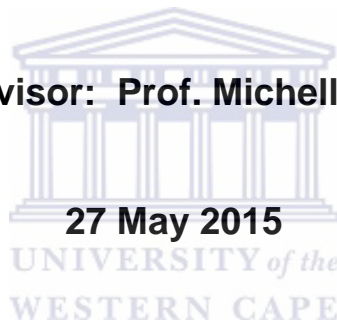 visor: Prof. Michell
27 May 2015
UNIVERSITY of the
WESTERN CAPE